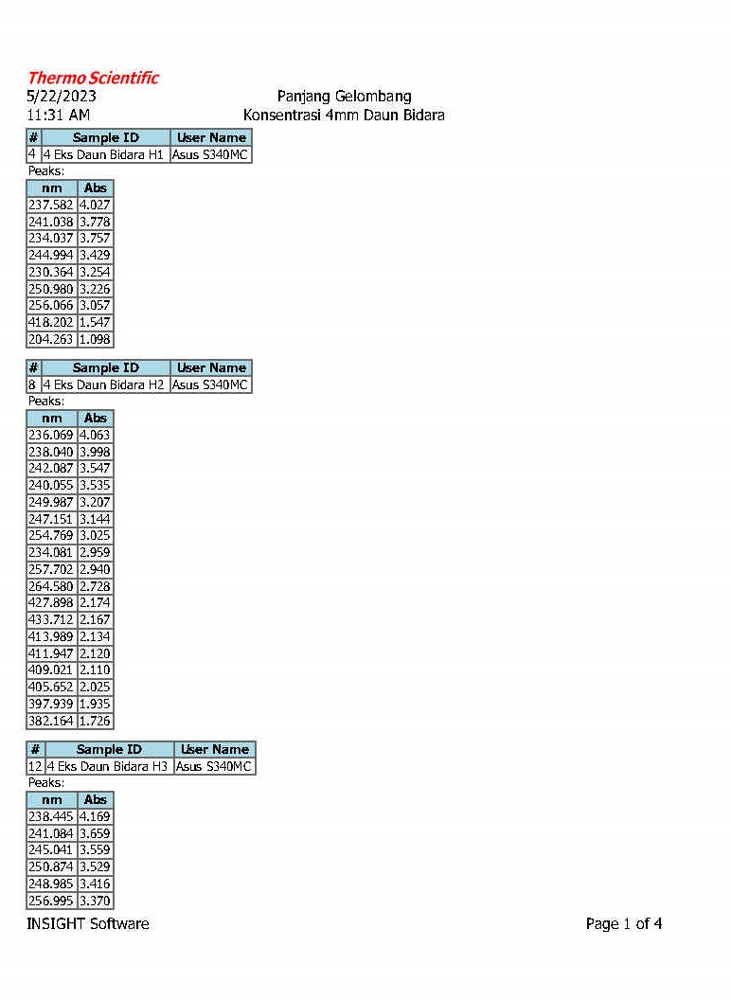 Thermo Scientific
5/22/2023 Panjang Gelombang
11:31 AM Konsentrasi 4mm Daun Bidara
# Sample ID User Name
4 4 Eks Daun Bidara H1 Asus S340MC
Peaks:
nm Abs
237.582 4.027
241.038 3.778
234.037 3.757
244.994 3.429
230.364 3.254
250.980 3.226
256.066 3.057
418.202 1.547
204.263 1.098
# Sample ID User Name
8 4 Eks Daun Bidara H2 Asus S340MC
Peaks:
nm Abs
236.069 4.063
238.040 3.998
242.087 3.547
240.055 3.535
249.987 3.207
247.151 3.144
254.769 3.025
234.081 2.959
257.702 2.940
264.580 2.728
427.898 2.174
433.712 2.167
413.989 2.134
411.947 2.120
409.021 2.110
405.652 2.025
397.939 1.935
382.164 1.726
# Sample ID User Name
12 4 Eks Daun Bidara H3 Asus S340MC
Peaks:
nm Abs
238.445 4.169
241.084 3.659
245.041 3.559
250.874 3.529
248.985 3.416
256.995 3.370
INSIGHT Software Page 1 of 4